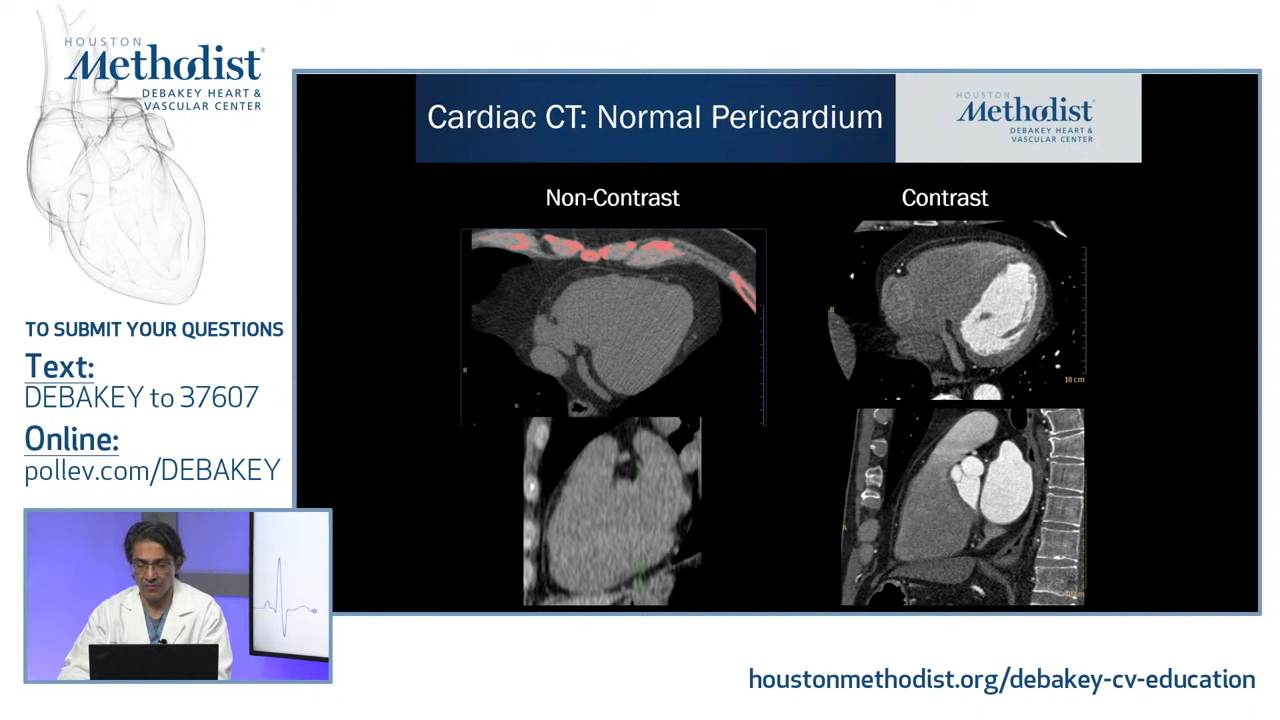 HOUSTON
Methodist®
DEBAKEY HEART &
VASCULAR CENTER
TO SUBMIT YOUR QUESTIONS
Text:
DEBAKEY to 37607
Online:
pollev.com/DEBAKEY
Cardiac CT: Normal Pericardium
HOUSTON
Methodist®
DEBAKEY HEART &
VASCULAR CENTER
Non-Contrast
Contrast
R
R
10 cm
A
houstonmethodist.org/debakey-cv-education